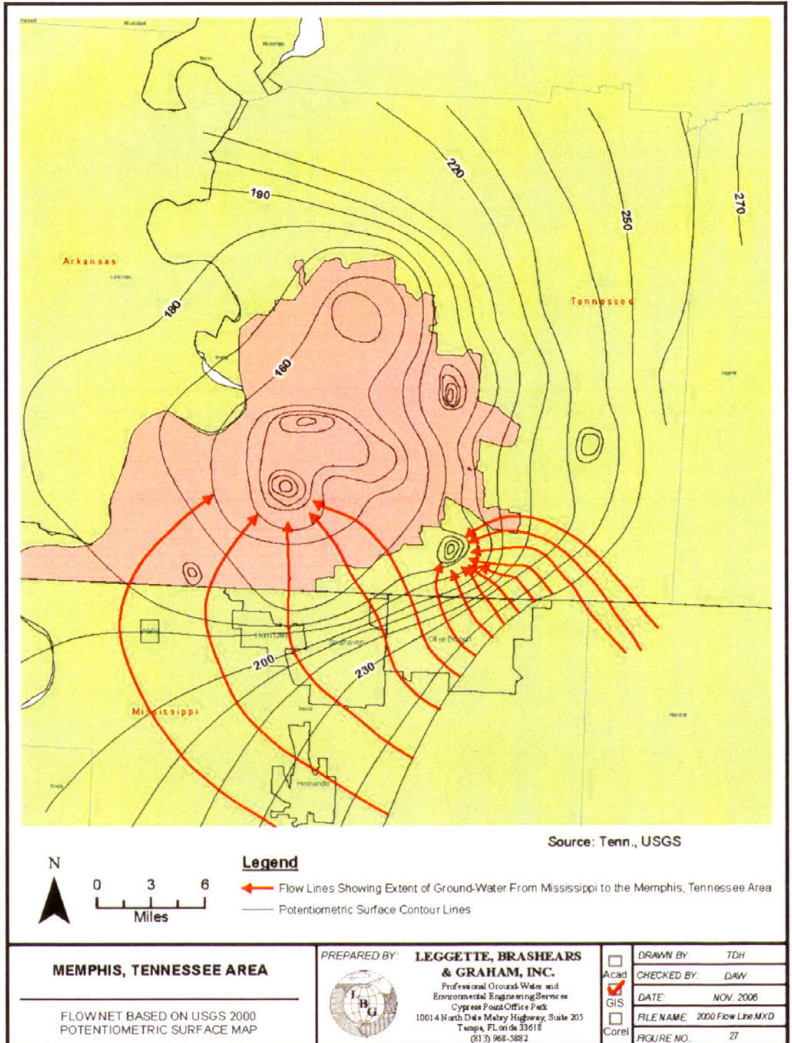 190
220
250
270
Arkansas
Tennessee
180
160
200
230
Olive Branch
Mississippi
Hernando
Source: Tenn., USGS
N
Legend
0 3 6
Miles
Flow Lines Showing Extent of Ground-Water From Mississippi to the Memphis, Tennessee Area
Potentiometric Surface Contour Lines
MEMPHIS, TENNESSEE AREA
FLOWNET BASED ON USGS 2000
POTENTIOMETRIC SURFACE MAP
PREPARED BY:
LBG
LEGGETTE, BRASHEARS
& GRAHAM, INC.
Professional Ground-Water and
Environmental Engineering Services
Cypress Point Office Park
10014 North Dale Mabry Highway, Suite 205
Tampa, FLorida 33618
(813) 968-5882
Acad
GIS
Corel
DRAWN BY: TDH
CHECKED BY: DAW
DATE: NOV. 2006
FILE NAME: 2000 Flow Line.MXD
FIGURE NO.. 27